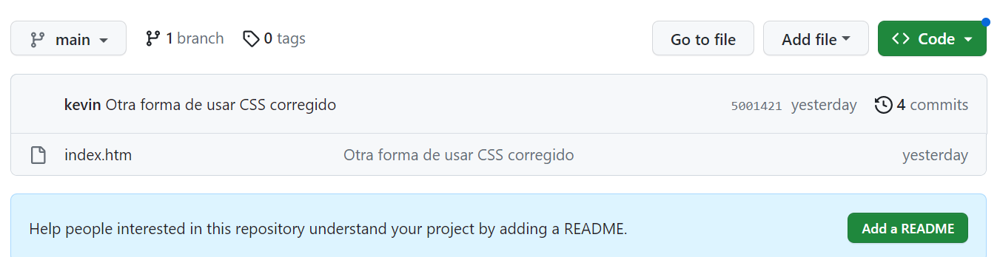 main 1 branch 0 tags Go to file Add file <> Code
kevin Otra forma de usar CSS corregido 5001421 yesterday 4 commits
index.htm Otra forma de usar CSS corregido yesterday
Help people interested in this repository understand your project by adding a README. Add a README